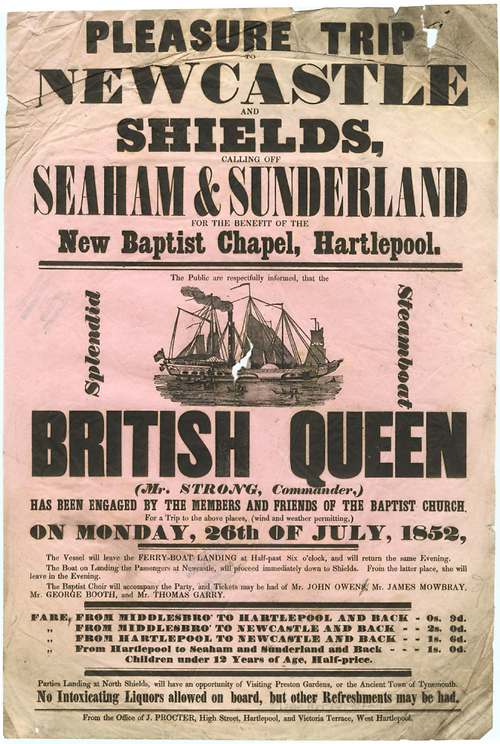 PLEASURE TRIP
TO
NEWCASTLE
AND
SHIELDS,
CALLING OFF
SEAHAM & SUNDERLAND
FOR THE BENEFIT OF THE
New Baptist Chapel, Hartlepool.
The Public are respectfully informed, that the
Splendid
Steamboat
BRITISH QUEEN
(Mr. STRONG, Commander,)
HAS BEEN ENGAGED BY THE MEMBERS AND FRIENDS OF THE BAPTIST CHURCH,
For a Trip to the above places, (wind and weather permitting,)
ON MONDAY, 26th OF JULY, 1852,
The Vessel will leave the FERRY-BOAT LANDING at Half-past Six o'clock, and will return the same Evening.
The Boat on Landing the Passengers at Newcastle, will proceed immediately down to Shields. From the latter place, she will
leave in the Evening.
The Baptist Choir will accompany the Party, and Tickets may be had of Mr. JOHN OWENS, Mr. JAMES MOWBRAY,
Mr. GEORGE BOOTH, and Mr. THOMAS GARRY.
FARE, FROM MIDDLESBRO' TO HARTLEPOOL AND BACK - 0s. 9d.
„ FROM MIDDLESBRO' TO NEWCASTLE AND BACK - - 2s. 0d.
„ FROM HARTLEPOOL TO NEWCASTLE AND BACK - - 1s. 6d.
„ From Hartlepool to Seaham and Sunderland and Back - - - 1s. 0d.
Children under 12 Years of Age, Half-price.
Parties Landing at North Shields, will have an opportunity of Visiting Preston Gardens, or the Ancient Town of Tynemouth.
No Intoxicating Liquors allowed on board, but other Refreshments may be had.
From the Office of J. PROCTER, High Street, Hartlepool, and Victoria Terrace, West Hartlepool.